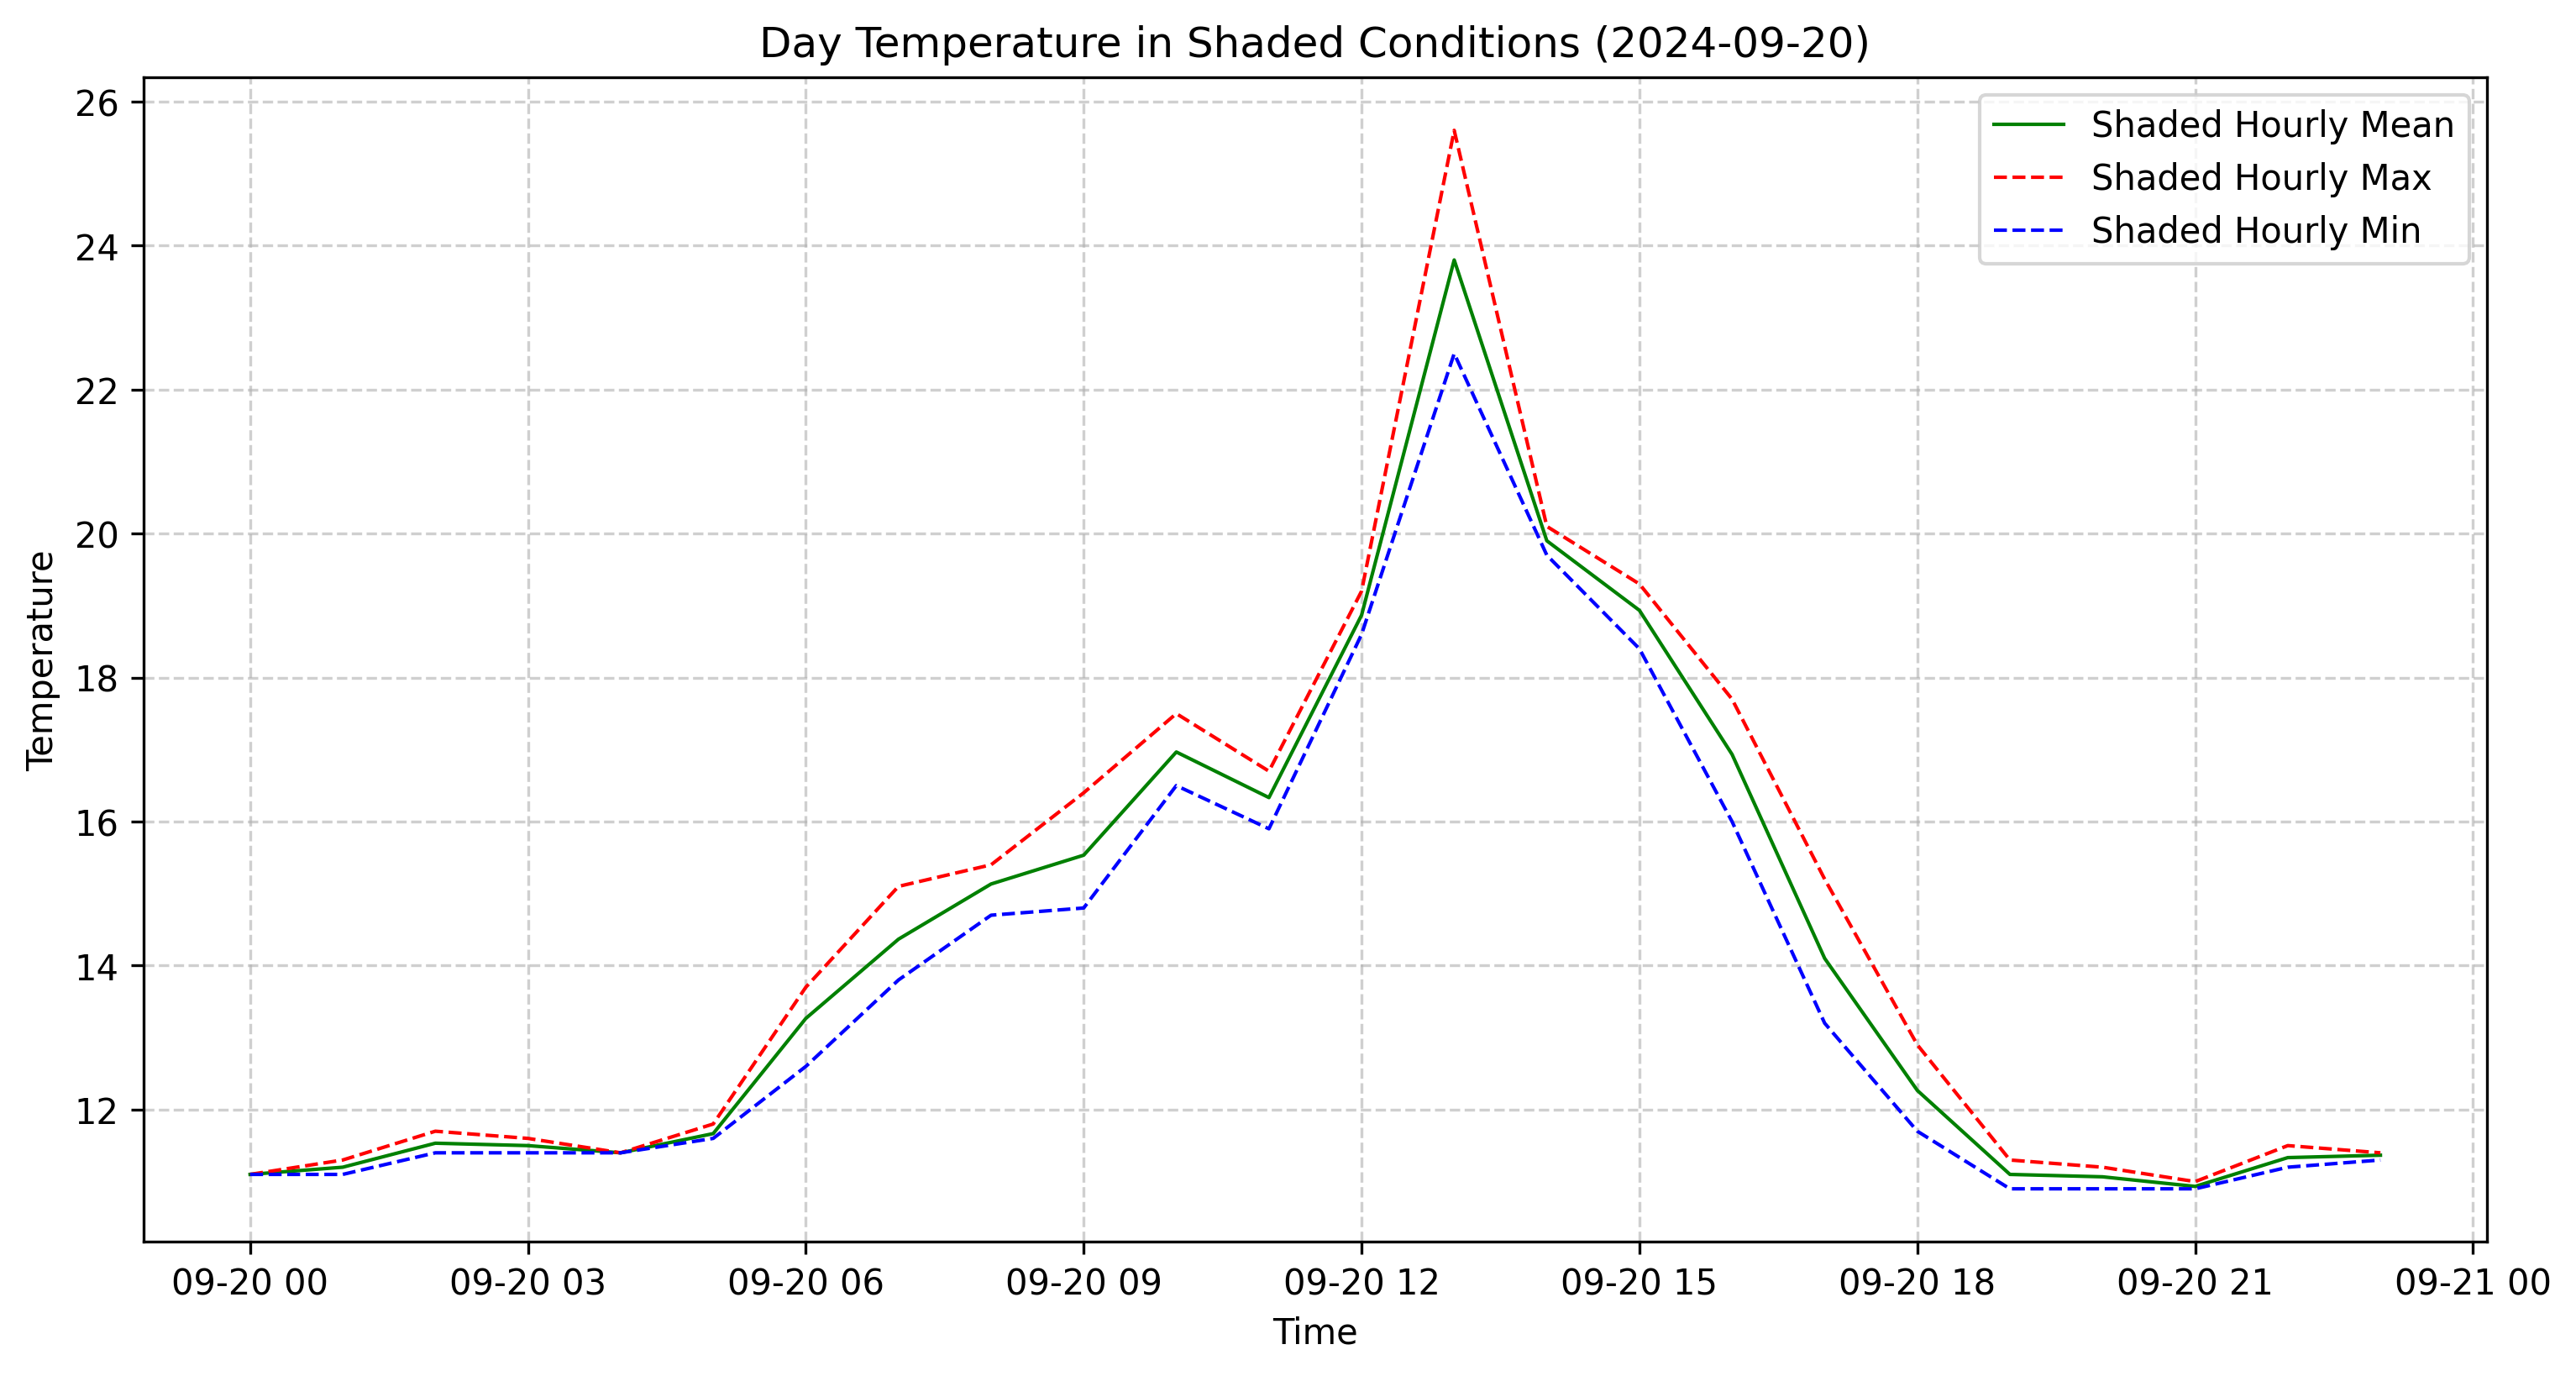 Day Temperature in Shaded Conditions (2024-09-20)
Shaded Hourly Mean
Shaded Hourly Max
Shaded Hourly Min
Temperature
26
24
22
20
18
16
14
12
09-20 00
09-20 03
09-20 06
09-20 09
09-20 12
09-20 15
09-20 18
09-20 21
09-21 00
Time